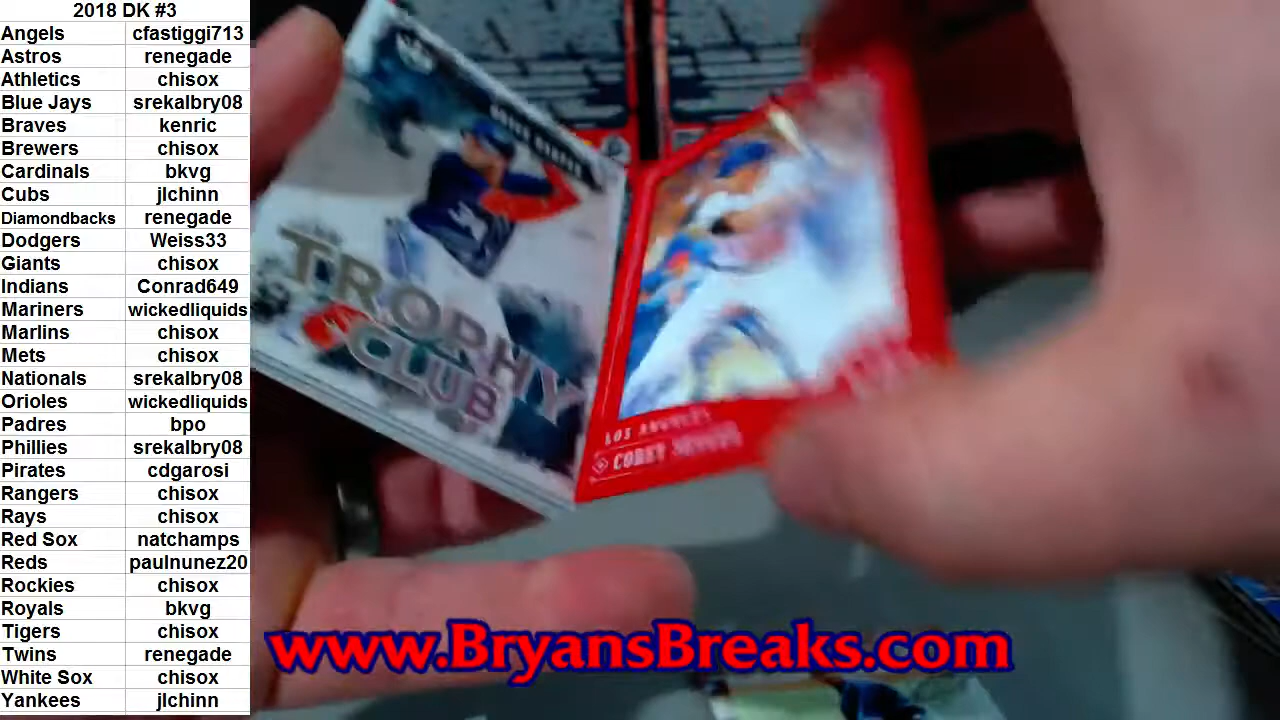 2018 DK #3
Angels cfastiggi713
Astros renegade
Athletics chisox
Blue Jays srekalbry08
Braves kenric
Brewers chisox
Cardinals bkvg
Cubs jlchinn
Diamondbacks renegade
Dodgers Weiss33
Giants chisox
Indians Conrad649
Mariners wickedliquids
Marlins chisox
Mets chisox
Nationals srekalbry08
Orioles wickedliquids
Padres bpo
Phillies srekalbry08
Pirates cdgarosi
Rangers chisox
Rays chisox
Red Sox natchamps
Reds paulnunez20
Rockies chisox
Royals bkvg
Tigers chisox
Twins renegade
White Sox chisox
Yankees jlchinn
TROPHY
CLUB
LOS ANGELES
COREY
www.BryansBreaks.com